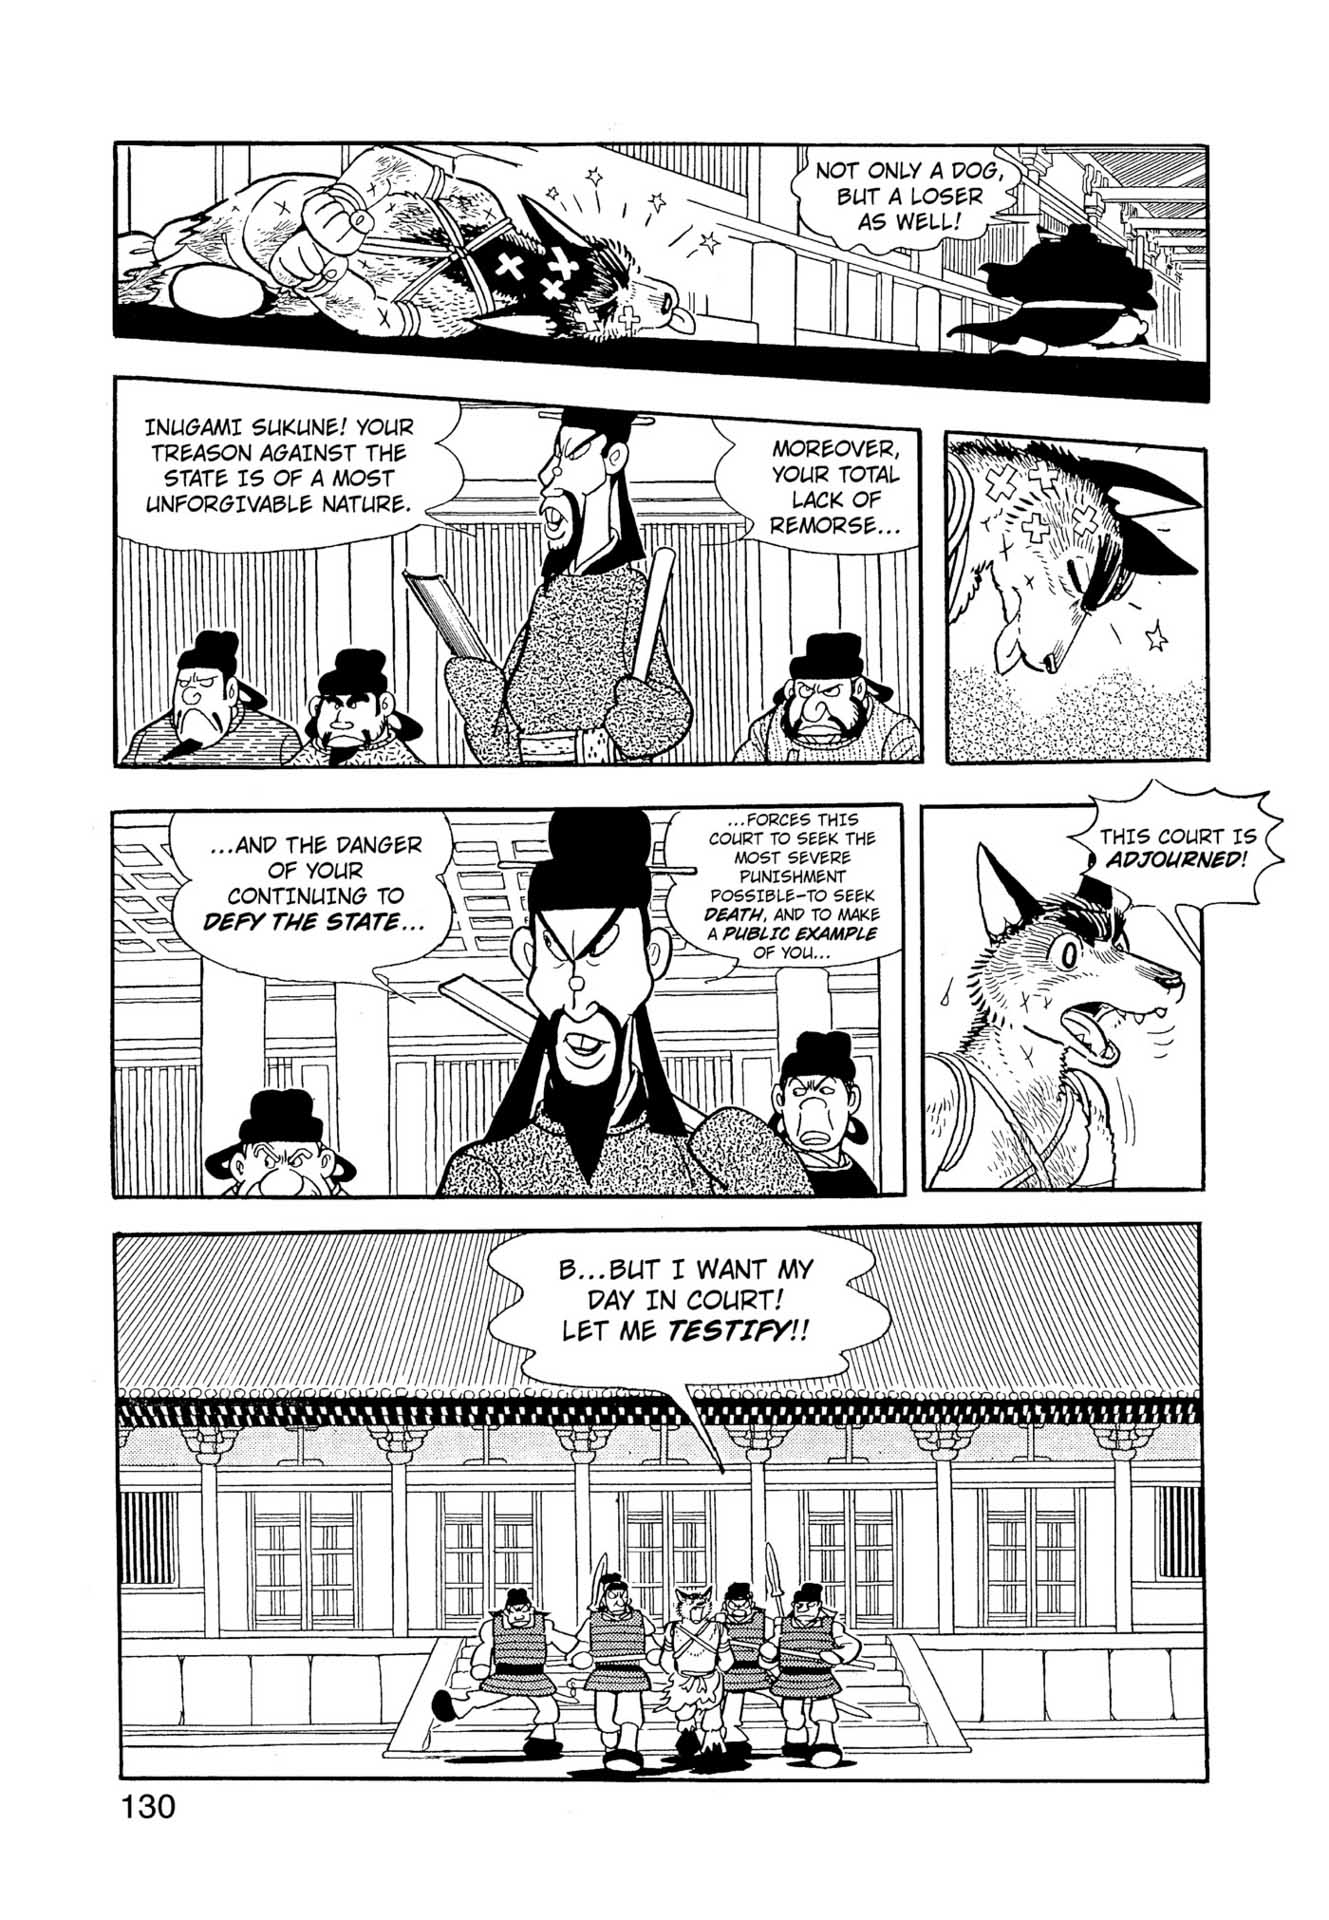 NOT ONLY A DOG,
BUT A LOSER
AS WELL!
INUGAMI SUKUNE! YOUR
TREASON AGAINST THE
STATE IS OF A MOST
UNFORGIVABLE NATURE.
MOREOVER,
YOUR TOTAL
LACK OF
REMORSE...
...AND THE DANGER
OF YOUR
CONTINUING TO
DEFY THE STATE...
...FORCES THIS
COURT TO SEEK THE
MOST SEVERE
PUNISHMENT
POSSIBLE-TO SEEK
DEATH, AND TO MAKE
A PUBLIC EXAMPLE
OF YOU...
THIS COURT IS
ADJOURNED!
B...BUT I WANT MY
DAY IN COURT!
LET ME TESTIFY!!
130